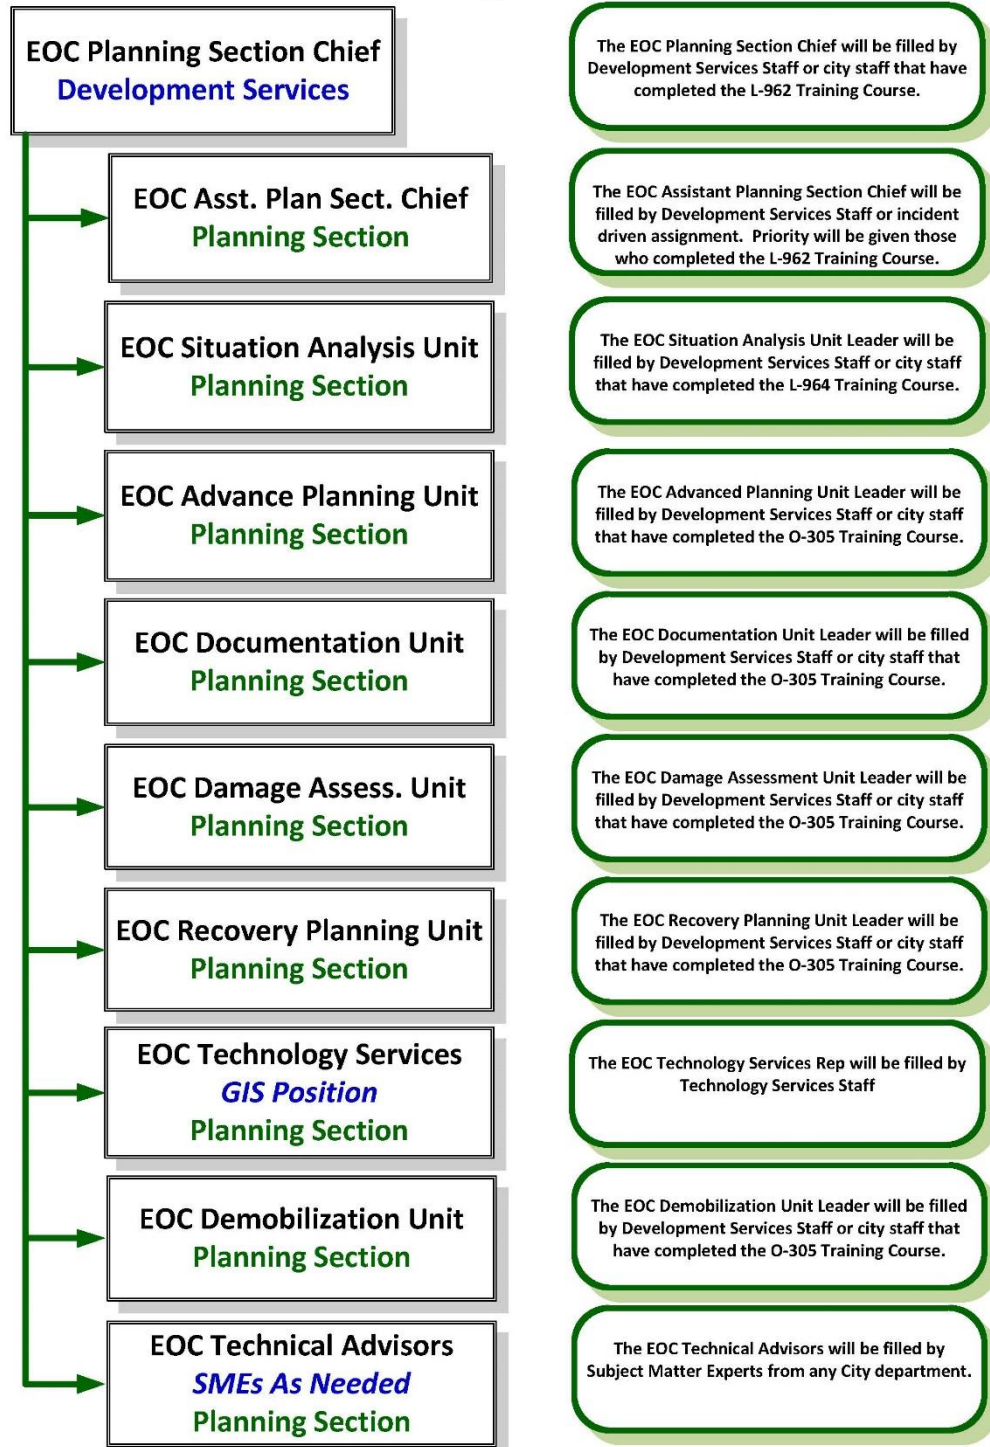 EOC Planning Section Chief
Development Services
The EOC Planning Section Chief will be filled by
Development Services Staff or city staff that have
completed the L-962 Training Course.
EOC Asst. Plan Sect. Chief
Planning Section
The EOC Assistant Planning Section Chief will be
filled by Development Services Staff or incident
driven assignment.  Priority will be given those
who completed the L-962 Training Course.
EOC Situation Analysis Unit
Planning Section
The EOC Situation Analysis Unit Leader will be
filled by Development Services Staff or city staff
that have completed the L-964 Training Course.
EOC Advance Planning Unit
Planning Section
The EOC Advanced Planning Unit Leader will be
filled by Development Services Staff or city staff
that have completed the O-305 Training Course.
EOC Documentation Unit
Planning Section
The EOC Documentation Unit Leader will be filled
by Development Services Staff or city staff that
have completed the O-305 Training Course.
EOC Damage Assess. Unit
Planning Section
The EOC Damage Assessment Unit Leader will be
filled by Development Services Staff or city staff
that have completed the O-305 Training Course.
EOC Recovery Planning Unit
Planning Section
The EOC Recovery Planning Unit Leader will be
filled by Development Services Staff or city staff
that have completed the O-305 Training Course.
EOC Technology Services
GIS Position
Planning Section
The EOC Technology Services Rep will be filled by
Technology Services Staff
EOC Demobilization Unit
Planning Section
The EOC Demobilization Unit Leader will be filled
by Development Services Staff or city staff that
have completed the O-305 Training Course.
EOC Technical Advisors
SMEs As Needed
Planning Section
The EOC Technical Advisors will be filled by
Subject Matter Experts from any City department.